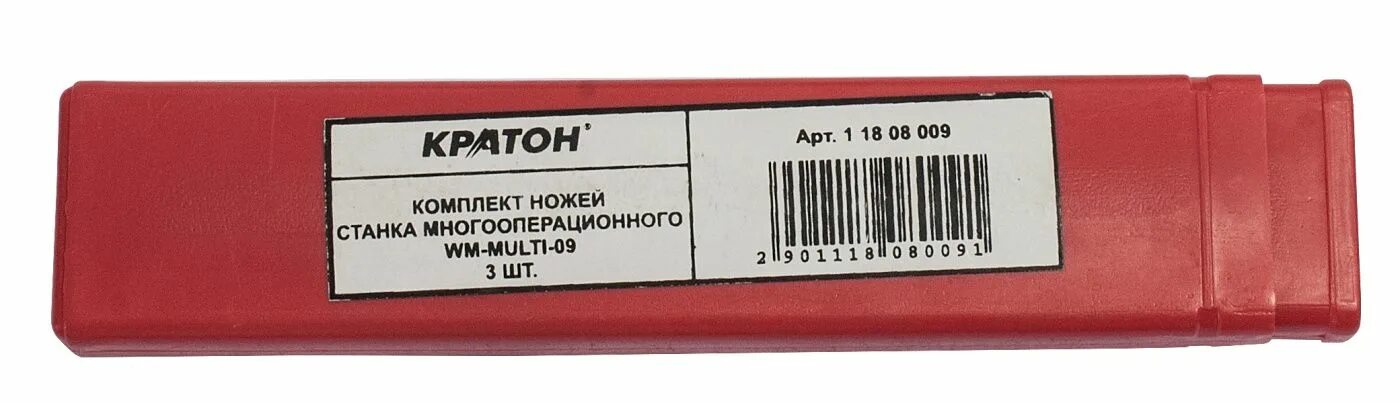 КРАТОН®
КОМПЛЕКТ НОЖЕЙ
СТАНКА МНОГООПЕРАЦИОННОГО
WM-MULTI-09
3 ШТ.
Арт. 1 18 08 009
2 901118 080091